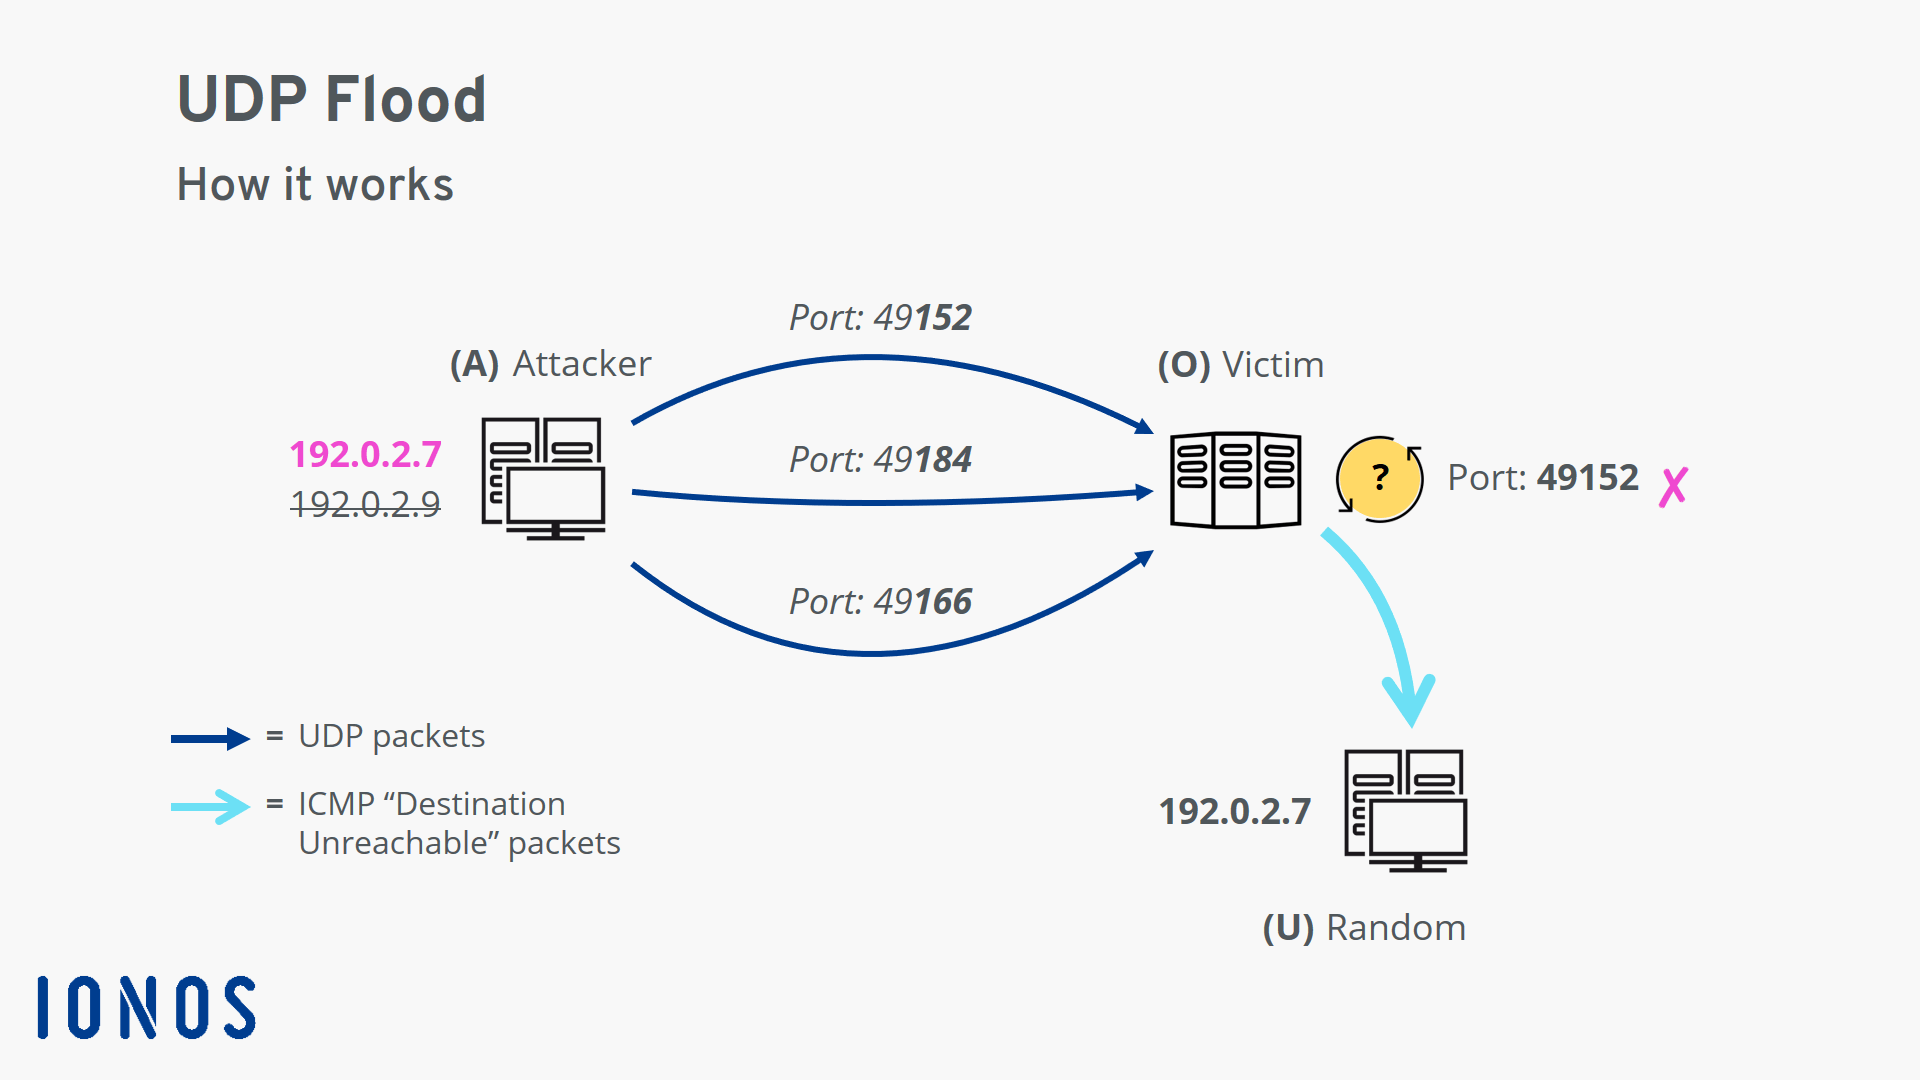 UDP Flood
How it works
Port: 49152
(A) Attacker
(O) Victim
192.0.2.7
192.0.2.9
Port: 49184
? Port: 49152 ✗
Port: 49166
= UDP packets
= ICMP “Destination
Unreachable” packets
192.0.2.7
(U) Random
IONOS